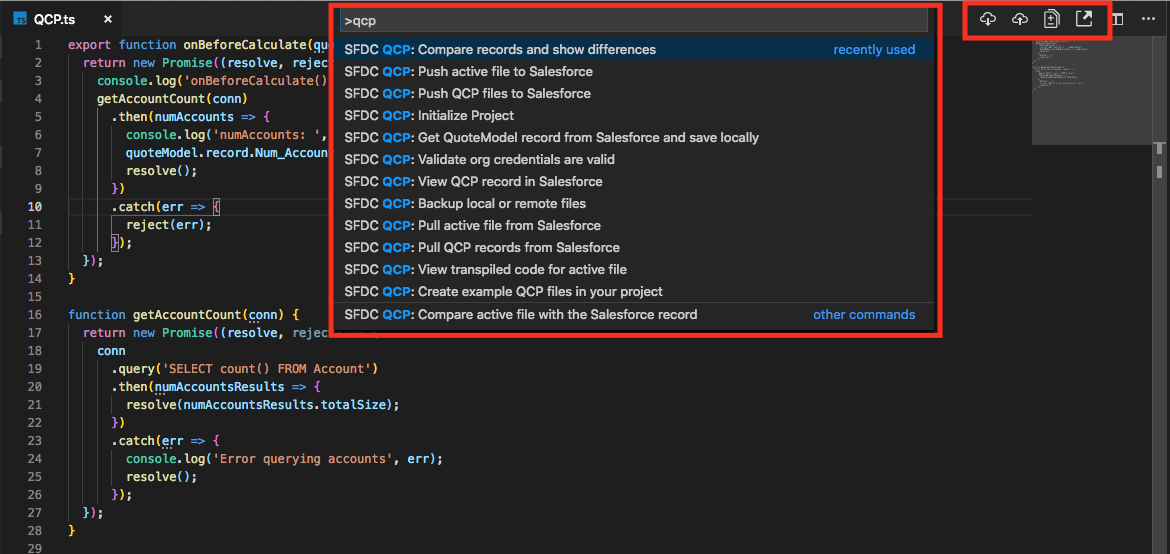 TS QCP.ts ×
>qcp
SFDC QCP: Compare records and show differences recently used
SFDC QCP: Push active file to Salesforce
SFDC QCP: Push QCP files to Salesforce
SFDC QCP: Initialize Project
SFDC QCP: Get QuoteModel record from Salesforce and save locally
SFDC QCP: Validate org credentials are valid
SFDC QCP: View QCP record in Salesforce
SFDC QCP: Backup local or remote files
SFDC QCP: Pull active file from Salesforce
SFDC QCP: Pull QCP records from Salesforce
SFDC QCP: View transpiled code for active file
SFDC QCP: Create example QCP files in your project
SFDC QCP: Compare active file with the Salesforce record other commands
1 export function onBeforeCalculate(qu
2 return new Promise((resolve, rejec
3 console.log('onBeforeCalculate()
4 getAccountCount(conn)
5 .then(numAccounts => {
6 console.log('numAccounts: ',
7 quoteModel.record.Num_Accoun
8 resolve();
9 })
10 .catch(err => {
11 reject(err);
12 });
13 });
14 }
15
16 function getAccountCount(conn) {
17 return new Promise((resolve, rejec
18 conn
19 .query('SELECT count() FROM Account')
20 .then(numAccountsResults => {
21 resolve(numAccountsResults.totalSize);
22 })
23 .catch(err => {
24 console.log('Error querying accounts', err);
25 resolve();
26 });
27 });
28 }
29